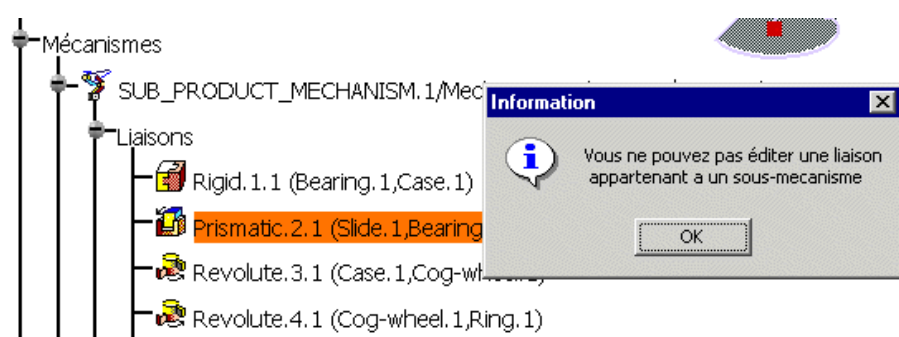 Mécanismes
SUB_PRODUCT_MECHANISM.1/Mec
Information
Liaisons
Vous ne pouvez pas éditer une liaison
appartenant a un sous-mecanisme
Rigid.1.1 (Bearing.1,Case.1)
Prismatic.2.1 (Slide.1,Bearing
OK
Revolute.3.1 (Case.1,Cog-wheel.1)
Revolute.4.1 (Cog-wheel.1,Ring.1)